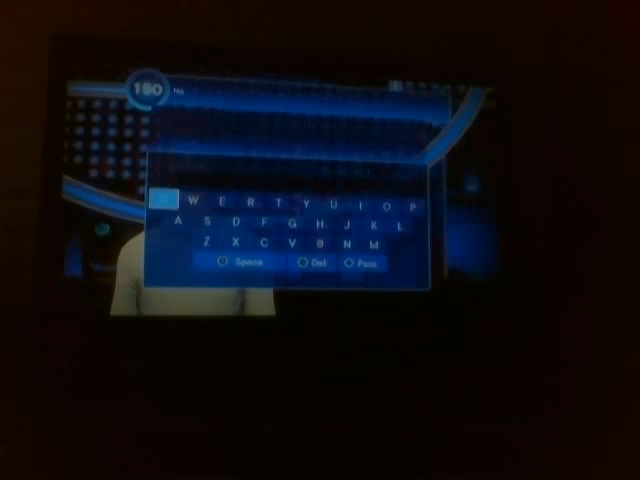 150
W E R T Y U I O P
A S D F G H J K L
Z X C V B N M
Space Del Pass